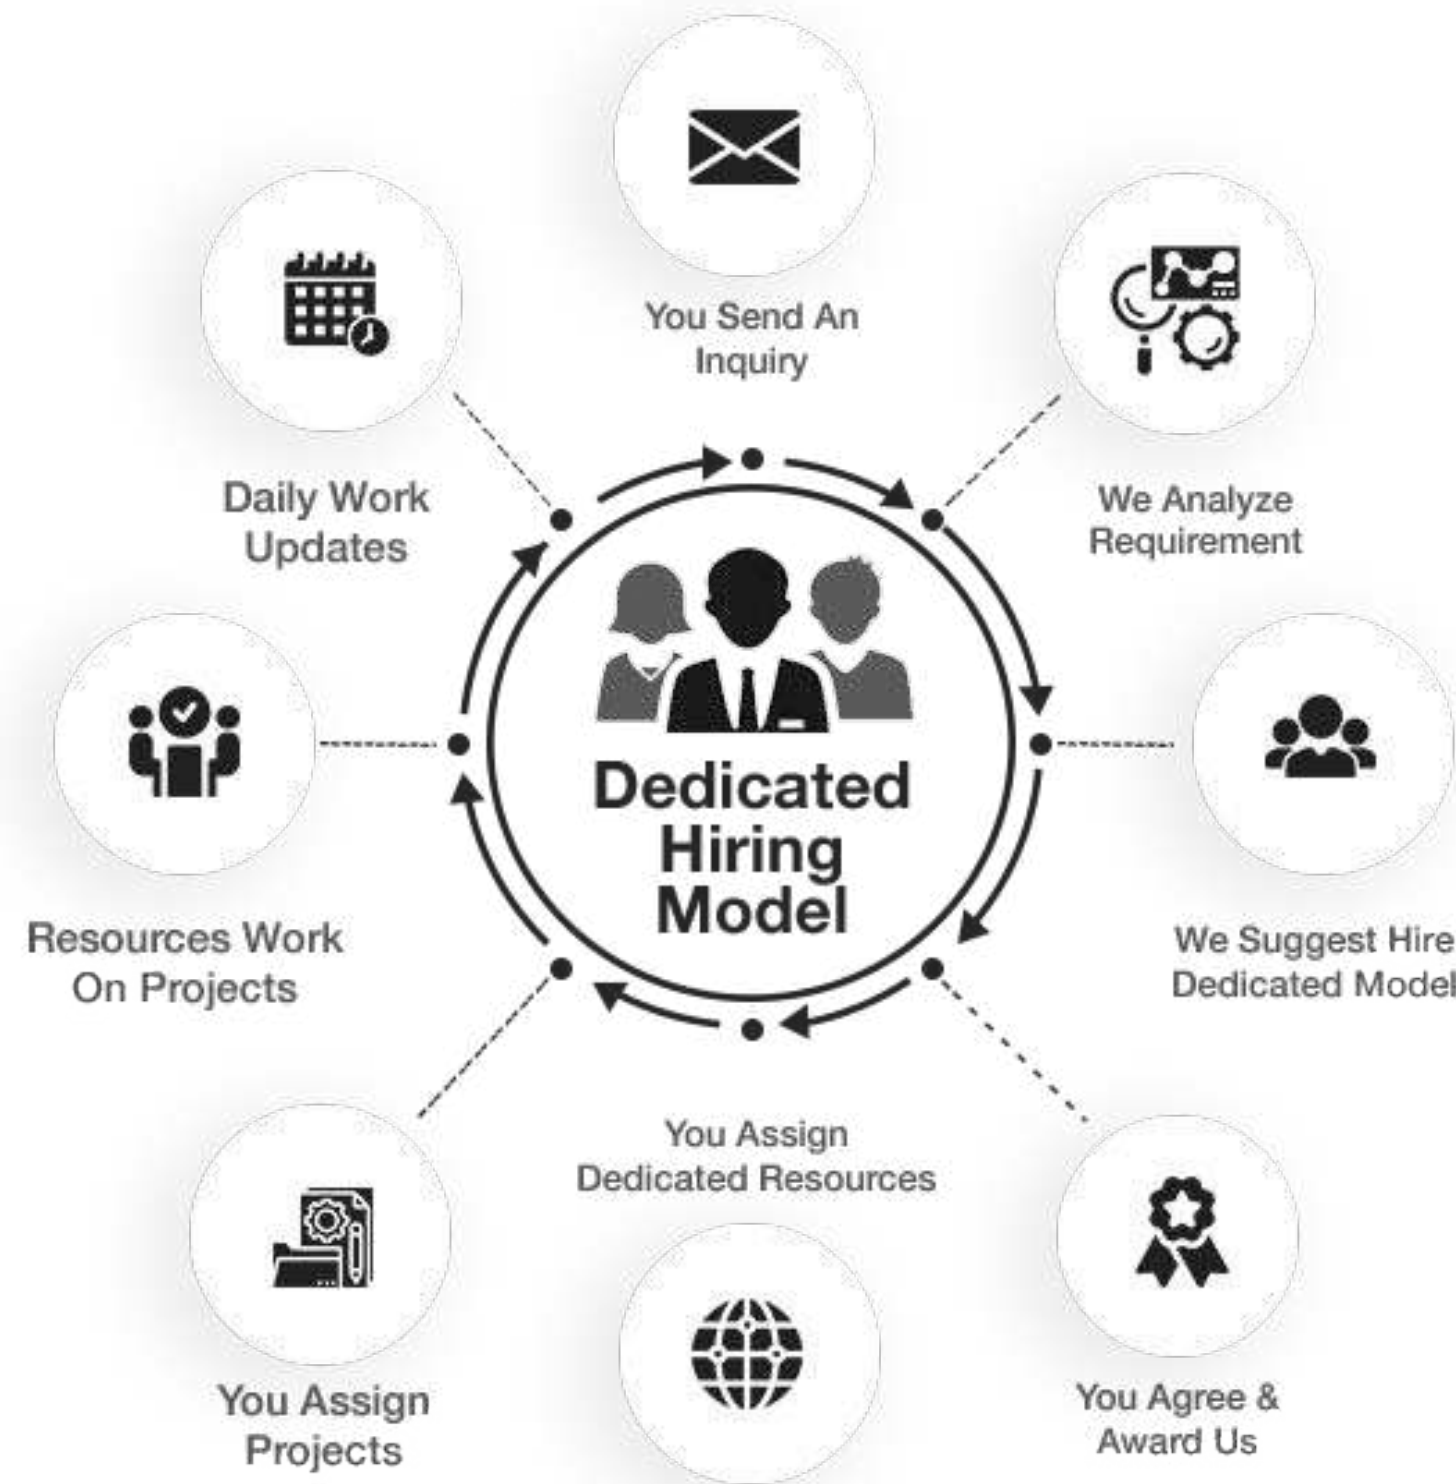 You Send An
Inquiry
We Analyze
Requirement
We Suggest Hire
Dedicated Model
You Agree &
Award Us
You Assign
Dedicated Resources
You Assign
Projects
Resources Work
On Projects
Daily Work
Updates
Dedicated
Hiring
Model